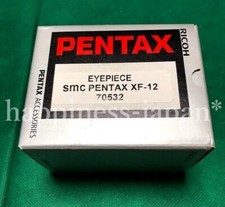 PENTAX
RICOH
EYEPIECE
smc PENTAX XF-12
70532
PENTAX
ACCESSORIES
happiness-japan*